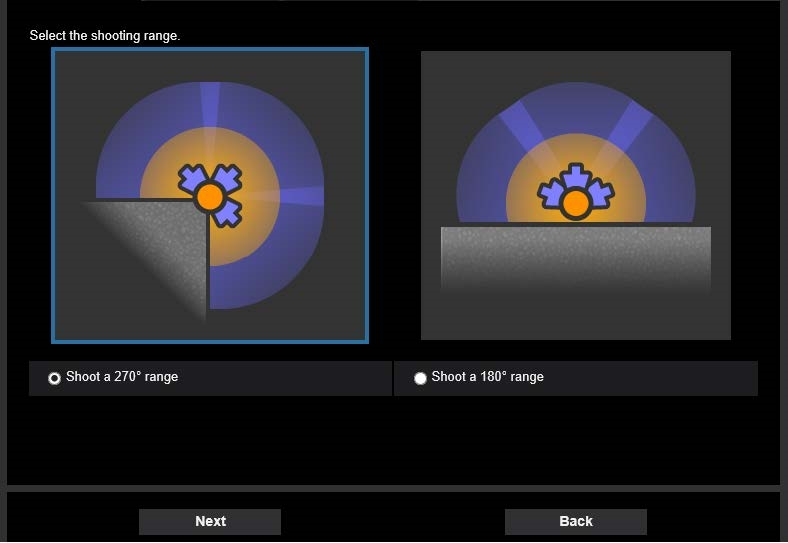 Select the shooting range.
Shoot a 270° range
Shoot a 180° range
Next
Back